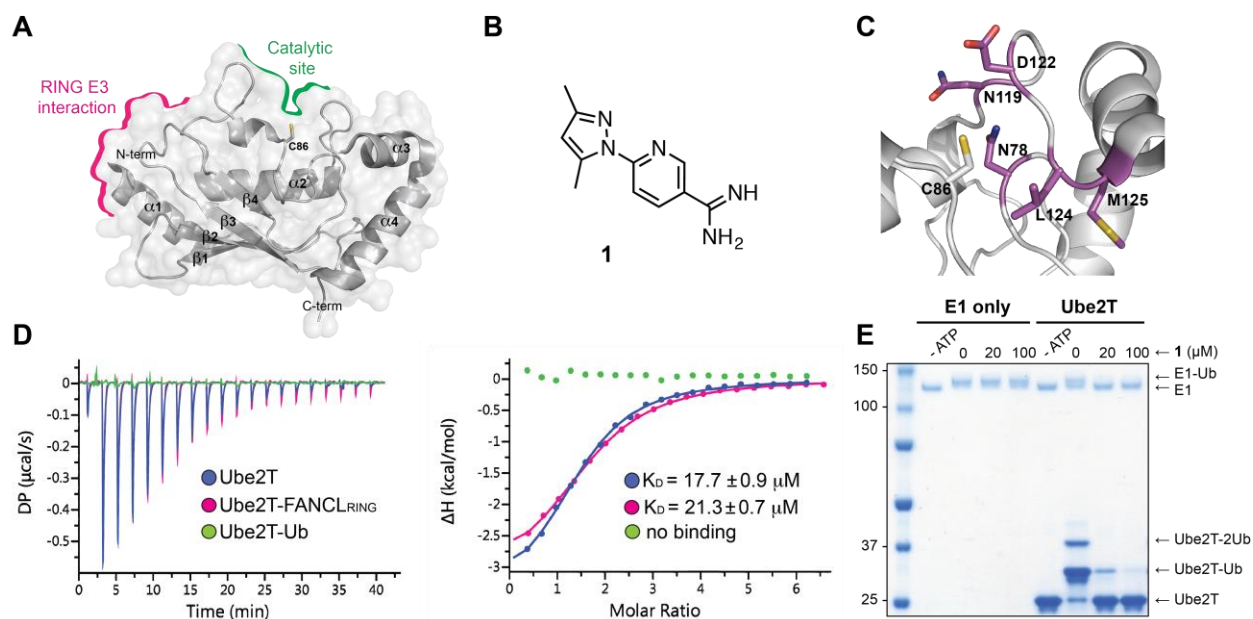 A
Catalytic
site
RING E3
interaction
N-term
C86
α3
α2
α1
β4
β3
β2
β1
α4
C-term
B
N
N
N
NH
NH₂
1
C
D122
N119
N78
C86
L124
M125
D
DP (µcal/s)
0
-0.1
-0.2
-0.3
-0.4
-0.5
Ube2T
Ube2T-FANCL_RING
Ube2T-Ub
0 5 10 15 20 25 30 35 40
Time (min)
ΔH (kcal/mol)
0
-0.5
-1
-1.5
-2
-2.5
-3
K_D = 17.7 ±0.9 µM
K_D = 21.3±0.7 µM
no binding
0 1 2 3 4 5 6
Molar Ratio
E
E1 only Ube2T
- ATP 0 20 100 - ATP 0 20 100 ← 1 (µM)
150
100
37
25
← E1-Ub
← E1
← Ube2T-2Ub
← Ube2T-Ub
← Ube2T